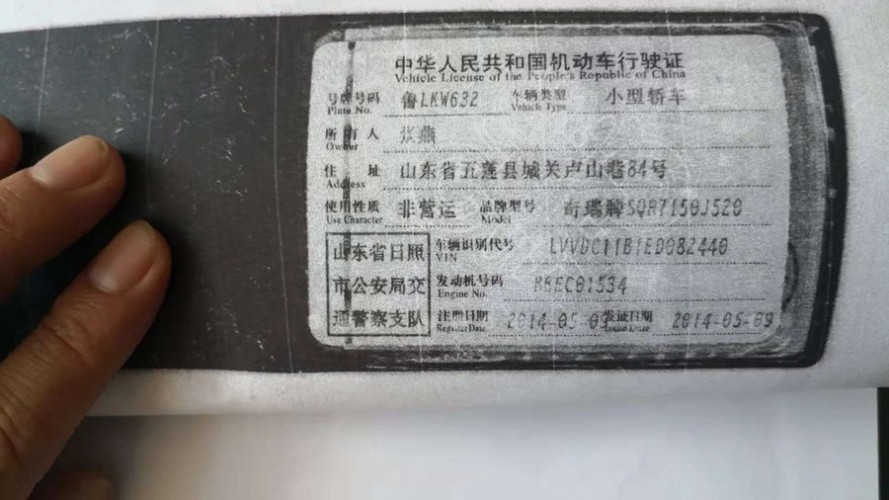 中华人民共和国机动车行驶证
Vehicle License of the People's Republic of China
号牌号码 鲁LKW632 车辆类型 小型轿车
Plate No. Vehicle Type
所有人 张燕
Owner
住址 山东省五莲县城关卢山巷84号
Address
使用性质 非营运 品牌型号 奇瑞牌SQR7150J520
Use Character Model
山东省日照 车辆识别代号 LVVDC11B1ED082440
VIN
市公安局交 发动机号码
Engine No.
通警察支队 注册日期 2014-05-09 发证日期 2014-05-09
Register Date Issue Date